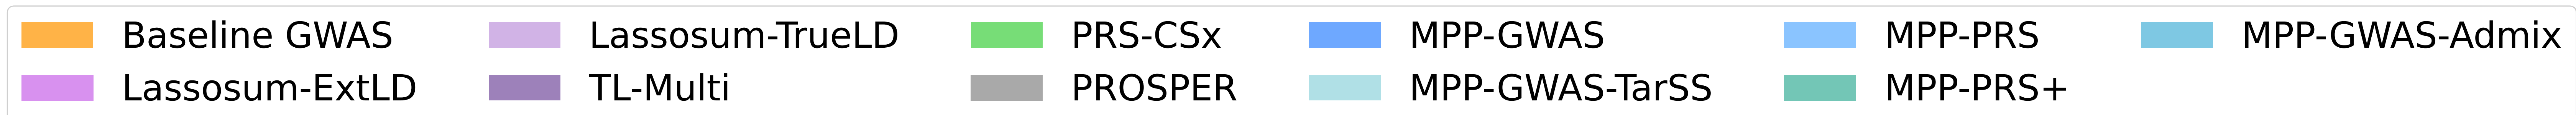 Baseline GWAS Lassosum-TrueLD PRS-CSx MPP-GWAS MPP-PRS MPP-GWAS-Admix
Lassosum-ExtLD TL-Multi PROSPER MPP-GWAS-TarSS MPP-PRS+